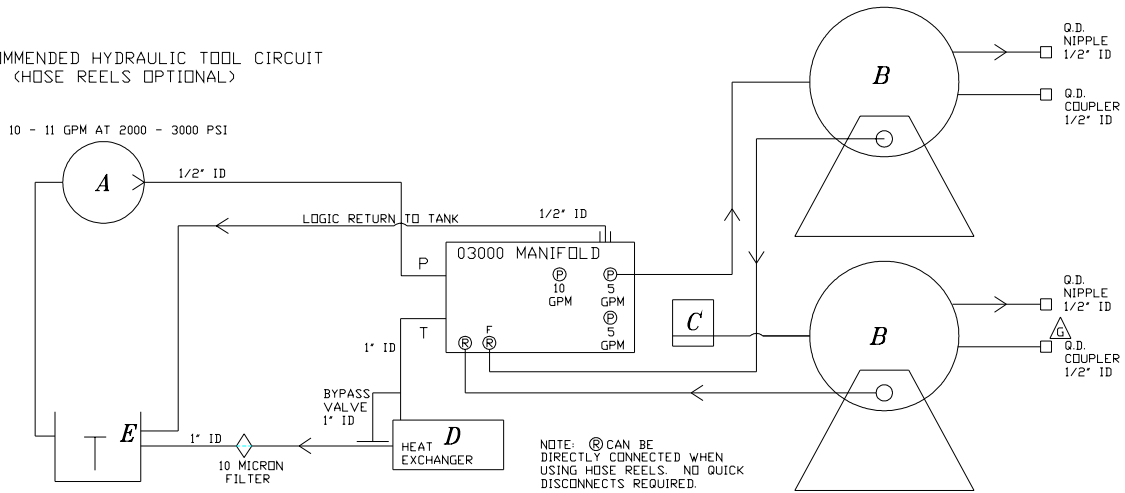 OMMENDED HYDRAULIC TOOL CIRCUIT
(HOSE REELS OPTIONAL)
10 - 11 GPM AT 2000 - 3000 PSI
A
1/2" ID
LOGIC RETURN TO TANK
1/2" ID
P
T
03000 MANIFOLD
P
10
GPM
P
5
GPM
P
5
GPM
R
F
R
1" ID
BYPASS
VALVE
1" ID
D
HEAT
EXCHANGER
E
T
1" ID
10 MICRON
FILTER
NOTE: R CAN BE
DIRECTLY CONNECTED WHEN
USING HOSE REELS. NO QUICK
DISCONNECTS REQUIRED.
C
B
Q.D.
NIPPLE
1/2" ID
Q.D.
COUPLER
1/2" ID
B
Q.D.
NIPPLE
1/2" ID
G
Q.D.
COUPLER
1/2" ID